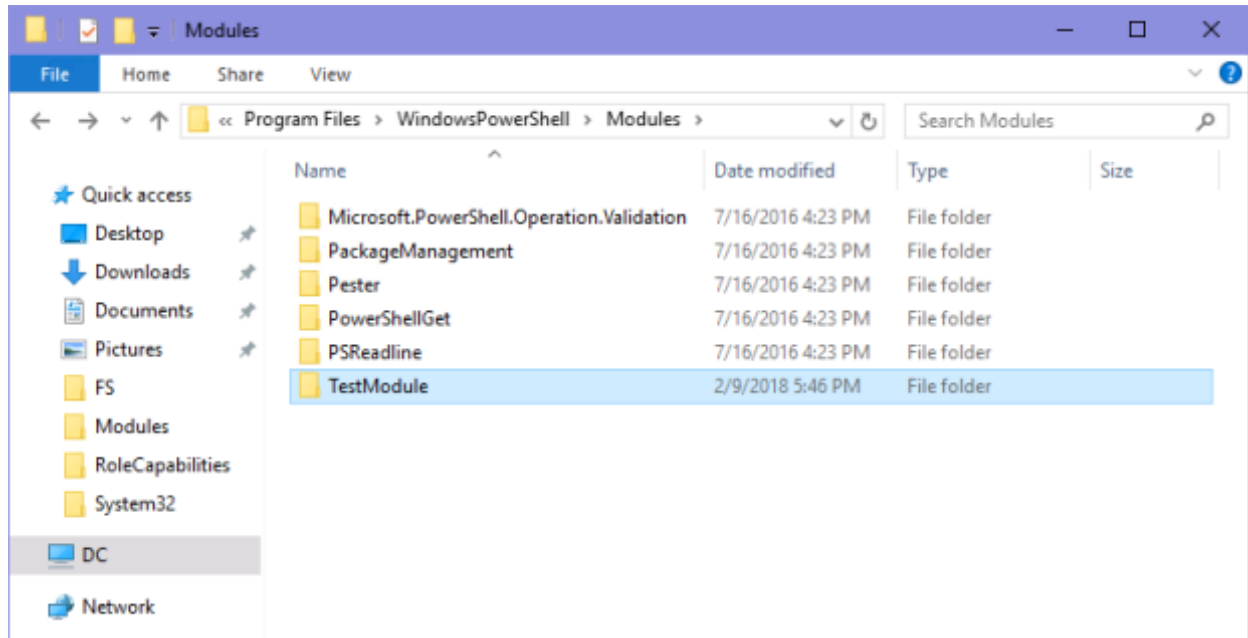 Modules
File Home Share View
« Program Files > WindowsPowerShell > Modules > Search Modules
Name Date modified Type Size
Quick access
Desktop
Downloads
Documents
Pictures
FS
Modules
RoleCapabilities
System32
DC
Network
Microsoft.PowerShell.Operation.Validation 7/16/2016 4:23 PM File folder
PackageManagement 7/16/2016 4:23 PM File folder
Pester 7/16/2016 4:23 PM File folder
PowerShellGet 7/16/2016 4:23 PM File folder
PSReadline 7/16/2016 4:23 PM File folder
TestModule 2/9/2018 5:46 PM File folder